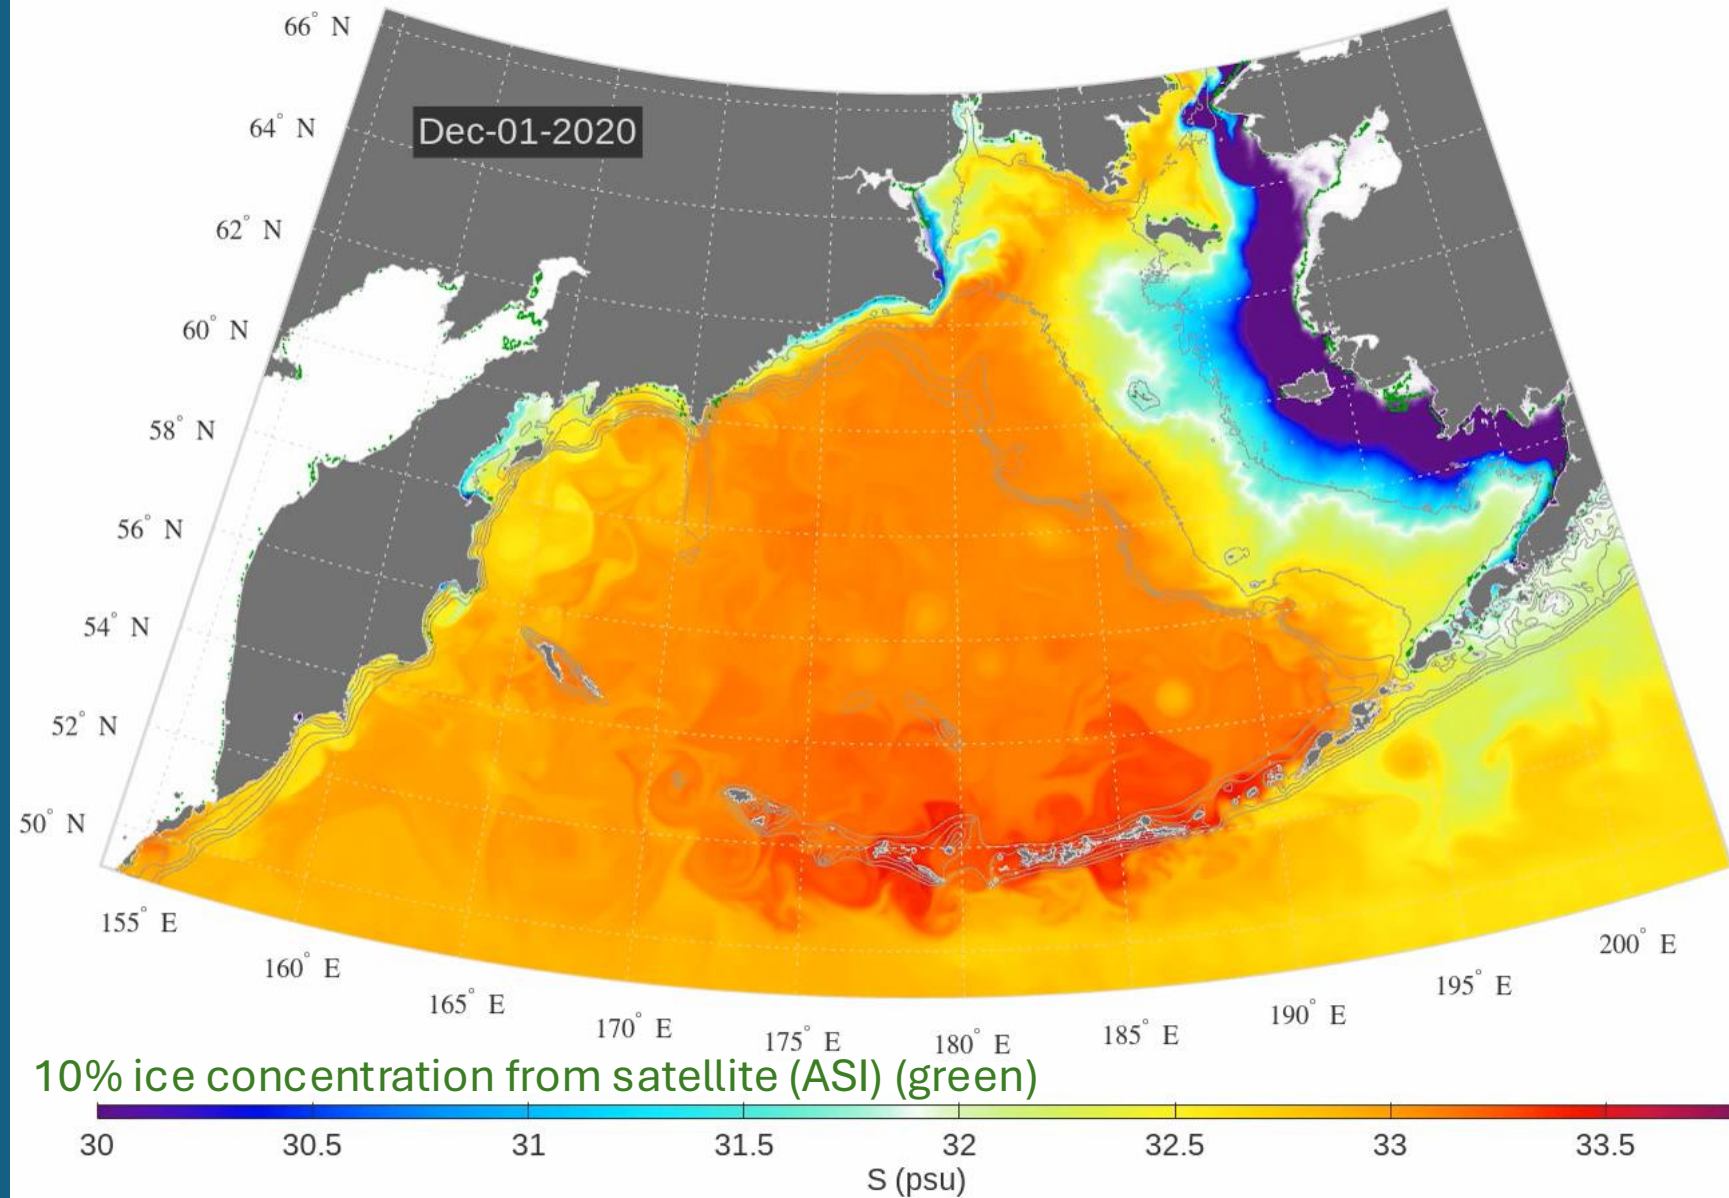 66° N
64° N
Dec-01-2020
62° N
60° N
58° N
56° N
54° N
52° N
50° N
155° E
160° E
165° E
170° E
175° E
180° E
185° E
190° E
195° E
200° E
10% ice concentration from satellite (ASI) (green)
30 30.5 31 31.5 32 32.5 33 33.5
S (psu)